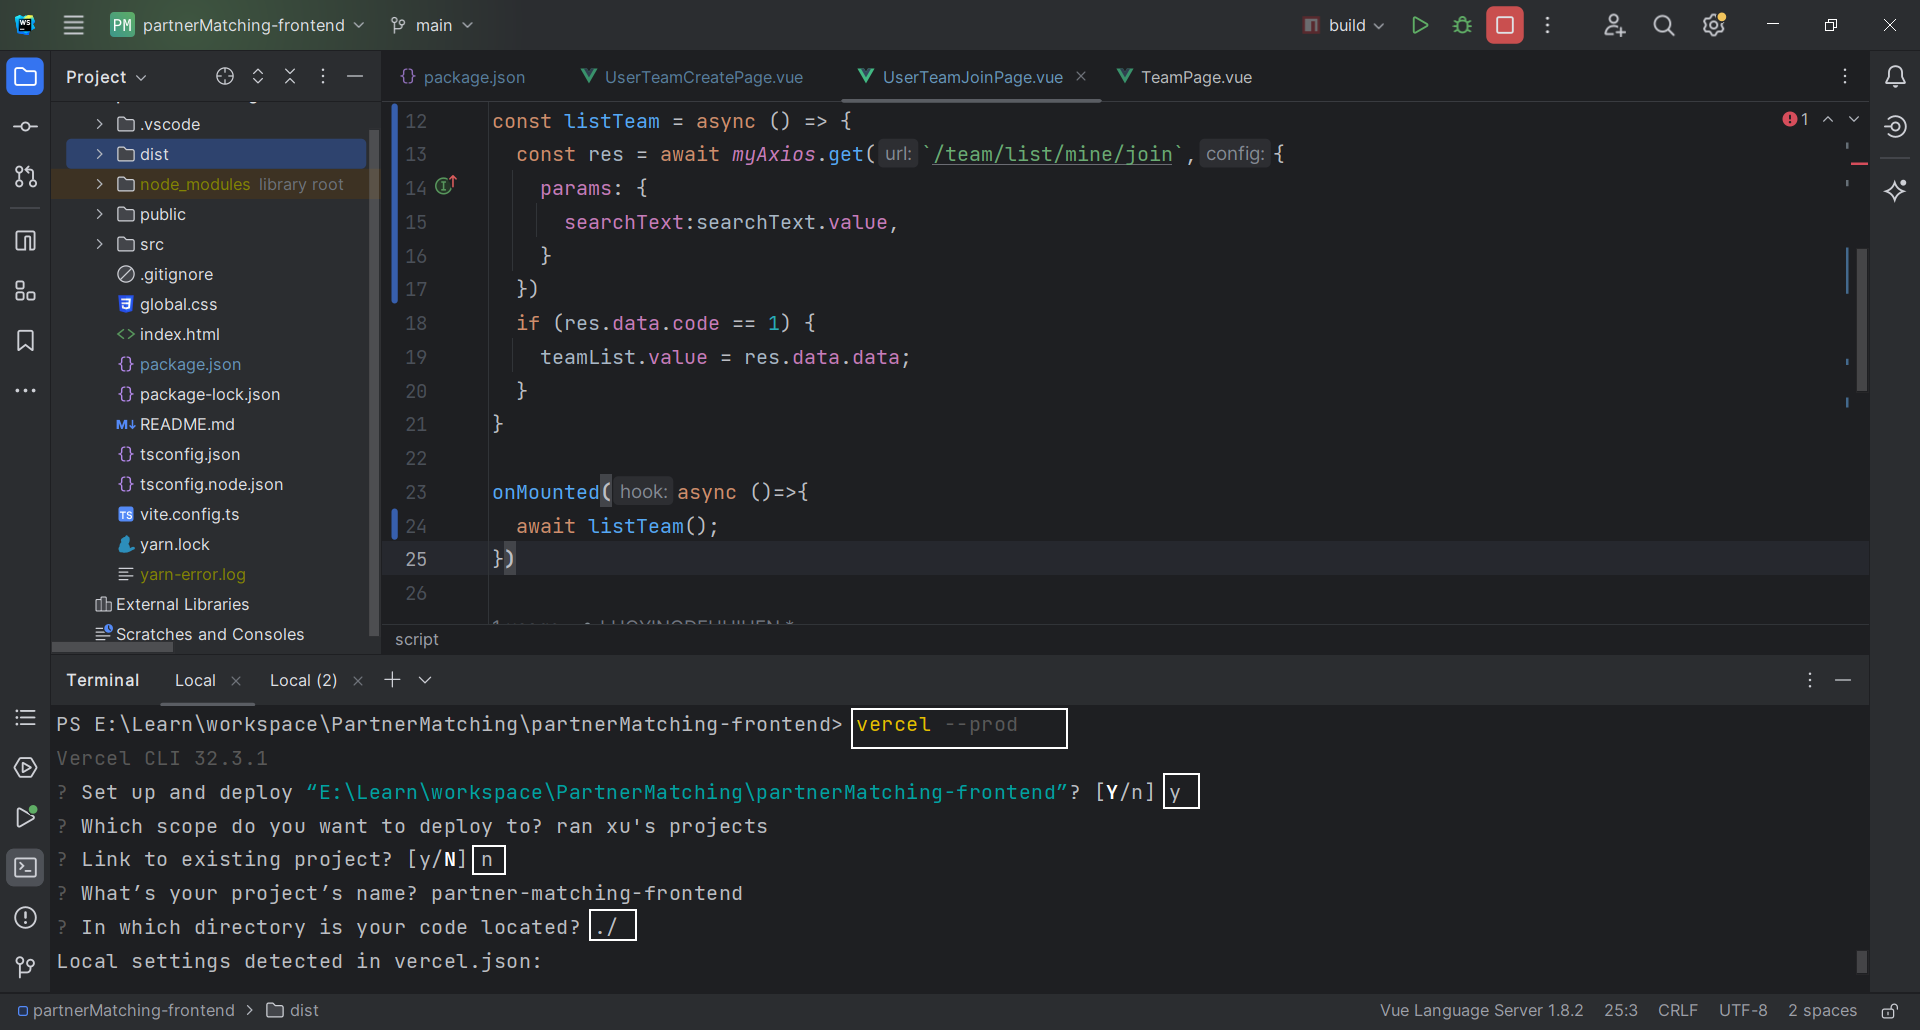 PM partnerMatching-frontend main build
Project
package.json UserTeamCreatePage.vue UserTeamJoinPage.vue TeamPage.vue
.vscode
dist
node_modules library root
public
src
.gitignore
global.css
index.html
package.json
package-lock.json
README.md
tsconfig.json
tsconfig.node.json
vite.config.ts
yarn.lock
yarn-error.log
External Libraries
Scratches and Consoles
1
12 const listTeam = async () => {
13 const res = await myAxios.get( url: `/team/list/mine/join`, config: {
14 params: {
15 searchText:searchText.value,
16 }
17 })
18 if (res.data.code == 1) {
19 teamList.value = res.data.data;
20 }
21 }
22
23 onMounted( hook: async ()=>{
24 await listTeam();
25 })
26
script
Terminal Local Local (2)
PS E:\Learn\workspace\PartnerMatching\partnerMatching-frontend> vercel --prod
Vercel CLI 32.3.1
? Set up and deploy “E:\Learn\workspace\PartnerMatching\partnerMatching-frontend”? [Y/n] y
? Which scope do you want to deploy to? ran xu's projects
? Link to existing project? [y/N] n
? What’s your project’s name? partner-matching-frontend
? In which directory is your code located? ./
Local settings detected in vercel.json:
partnerMatching-frontend > dist
Vue Language Server 1.8.2 25:3 CRLF UTF-8 2 spaces